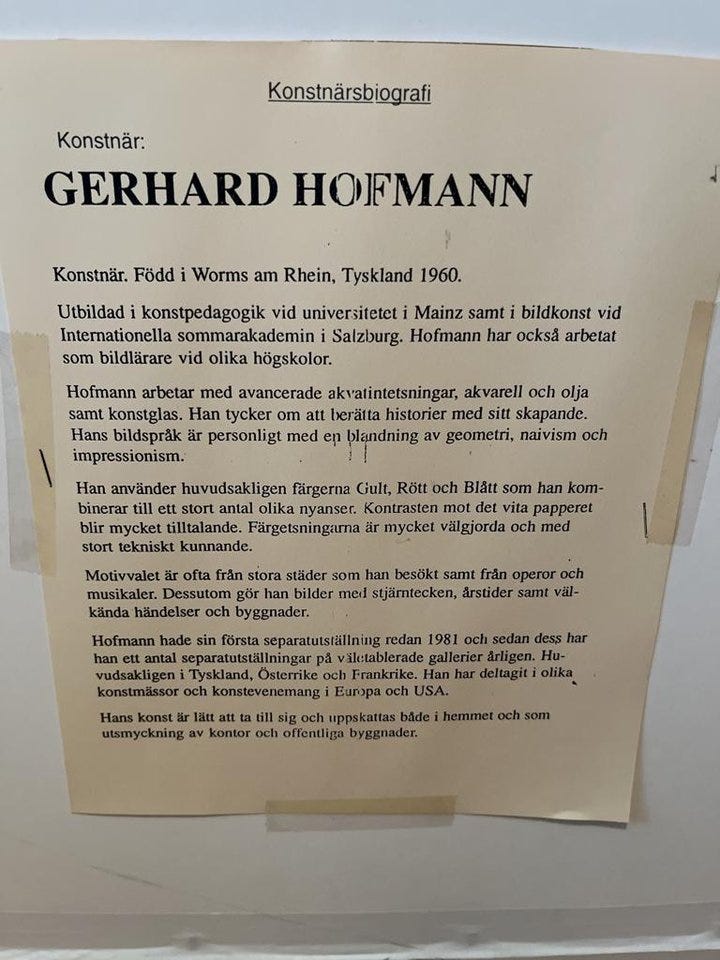 Konstnärsbiografi
Konstnär:
GERHARD HOFMANN
Konstnär. Född i Worms am Rhein, Tyskland 1960.
Utbildad i konstpedagogik vid universitetet i Mainz samt i bildkonst vid
Internationella sommarakademin i Salzburg. Hofmann har också arbetat
som bildlärare vid olika högskolor.
Hofmann arbetar med avancerade akvatintetsningar, akvarell och olja
samt konstglas. Han tycker om att berätta historier med sitt skapande.
Hans bildspråk är personligt med en blandning av geometri, naivism och
impressionism.
Han använder huvudsakligen färgerna Gult, Rött och Blått som han kom-
binerar till ett stort antal olika nyanser. Kontrasten mot det vita papperet
blir mycket tilltalande. Färgetsningarna är mycket välgjorda och med
stort tekniskt kunnande.
Motivvalet är ofta från stora städer som han besökt samt från operor och
musikaler. Dessutom gör han bilder med stjärntecken, årstider samt väl-
kända händelser och byggnader.
Hofmann hade sin första separatutställning redan 1981 och sedan dess har
han ett antal separatutställningar på väletablerade gallerier årligen. Hu-
vudsakligen i Tyskland, Österrike och Frankrike. Han har deltagit i olika
konstmässor och konstevenemang i Europa och USA.
Hans konst är lätt att ta till sig och uppskattas både i hemmet och som
utsmyckning av kontor och offentliga byggnader.